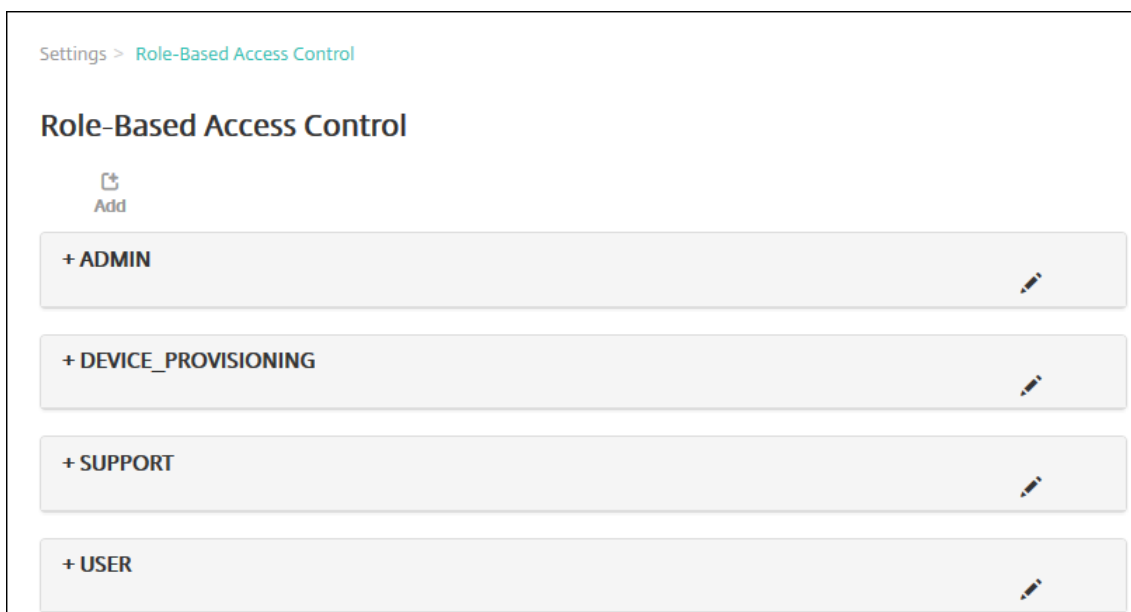 Settings > Role-Based Access Control
Role-Based Access Control
Add
+ ADMIN
+ DEVICE_PROVISIONING
+ SUPPORT
+ USER